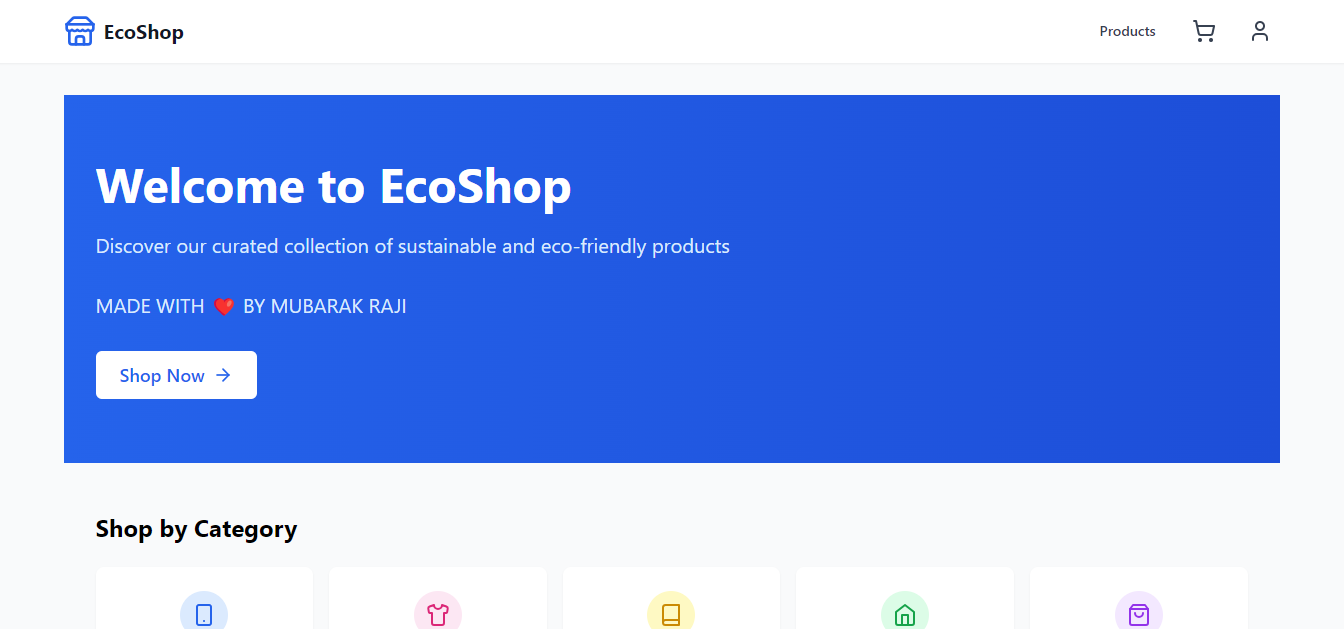 EcoShop
Products
Welcome to EcoShop
Discover our curated collection of sustainable and eco-friendly products
MADE WITH ❤️ BY MUBARAK RAJI
Shop Now →
Shop by Category